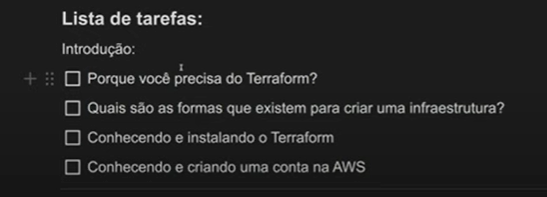 Lista de tarefas:
Introdução:
Porque você precisa do Terraform?
Quais são as formas que existem para criar uma infraestrutura?
Conhecendo e instalando o Terraform
Conhecendo e criando uma conta na AWS